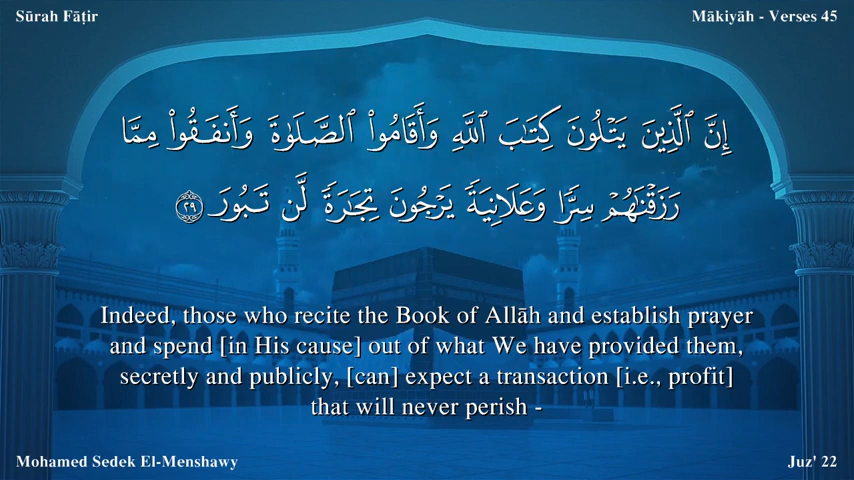 Sūrah Fāṭir
Mākiyāh - Verses 45
إِنَّ ٱلَّذِينَ يَتۡلُونَ كِتَٰبَ ٱللَّهِ وَأَقَامُواْ ٱلصَّلَوٰةَ وَأَنفَقُواْ مِمَّا
رَزَقۡنَٰهُمۡ سِرّٗا وَعَلَانِيَةٗ يَرۡجُونَ تِجَٰرَةٗ لَّن تَبُورَ ٢٩
Indeed, those who recite the Book of Allāh and establish prayer
and spend [in His cause] out of what We have provided them,
secretly and publicly, [can] expect a transaction [i.e., profit]
that will never perish -
Mohamed Sedek El-Menshawy
Juz' 22